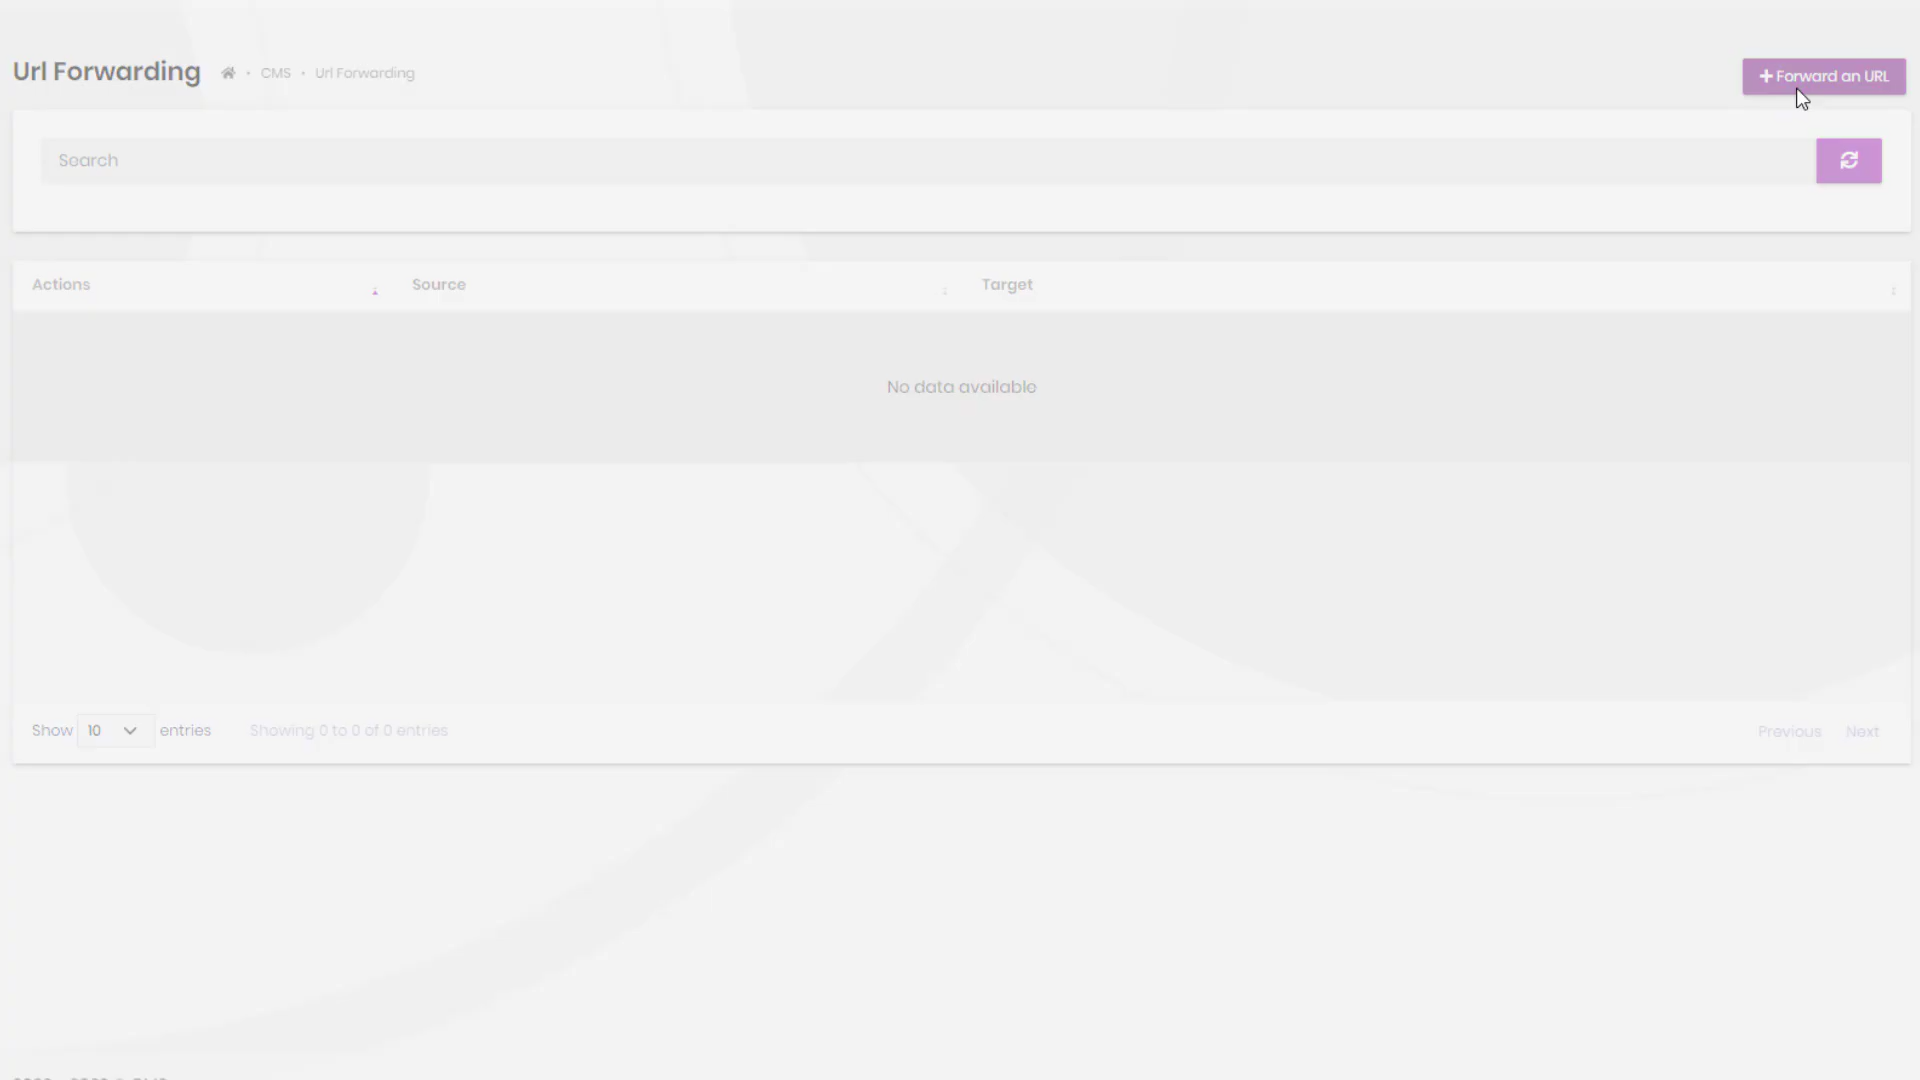 Url Forwarding
CMS
Url Forwarding
Forward an URL
Search
Actions
Source
Target
No data available
Show 10 entries
Showing 0 to 0 of 0 entries
Previous
Next